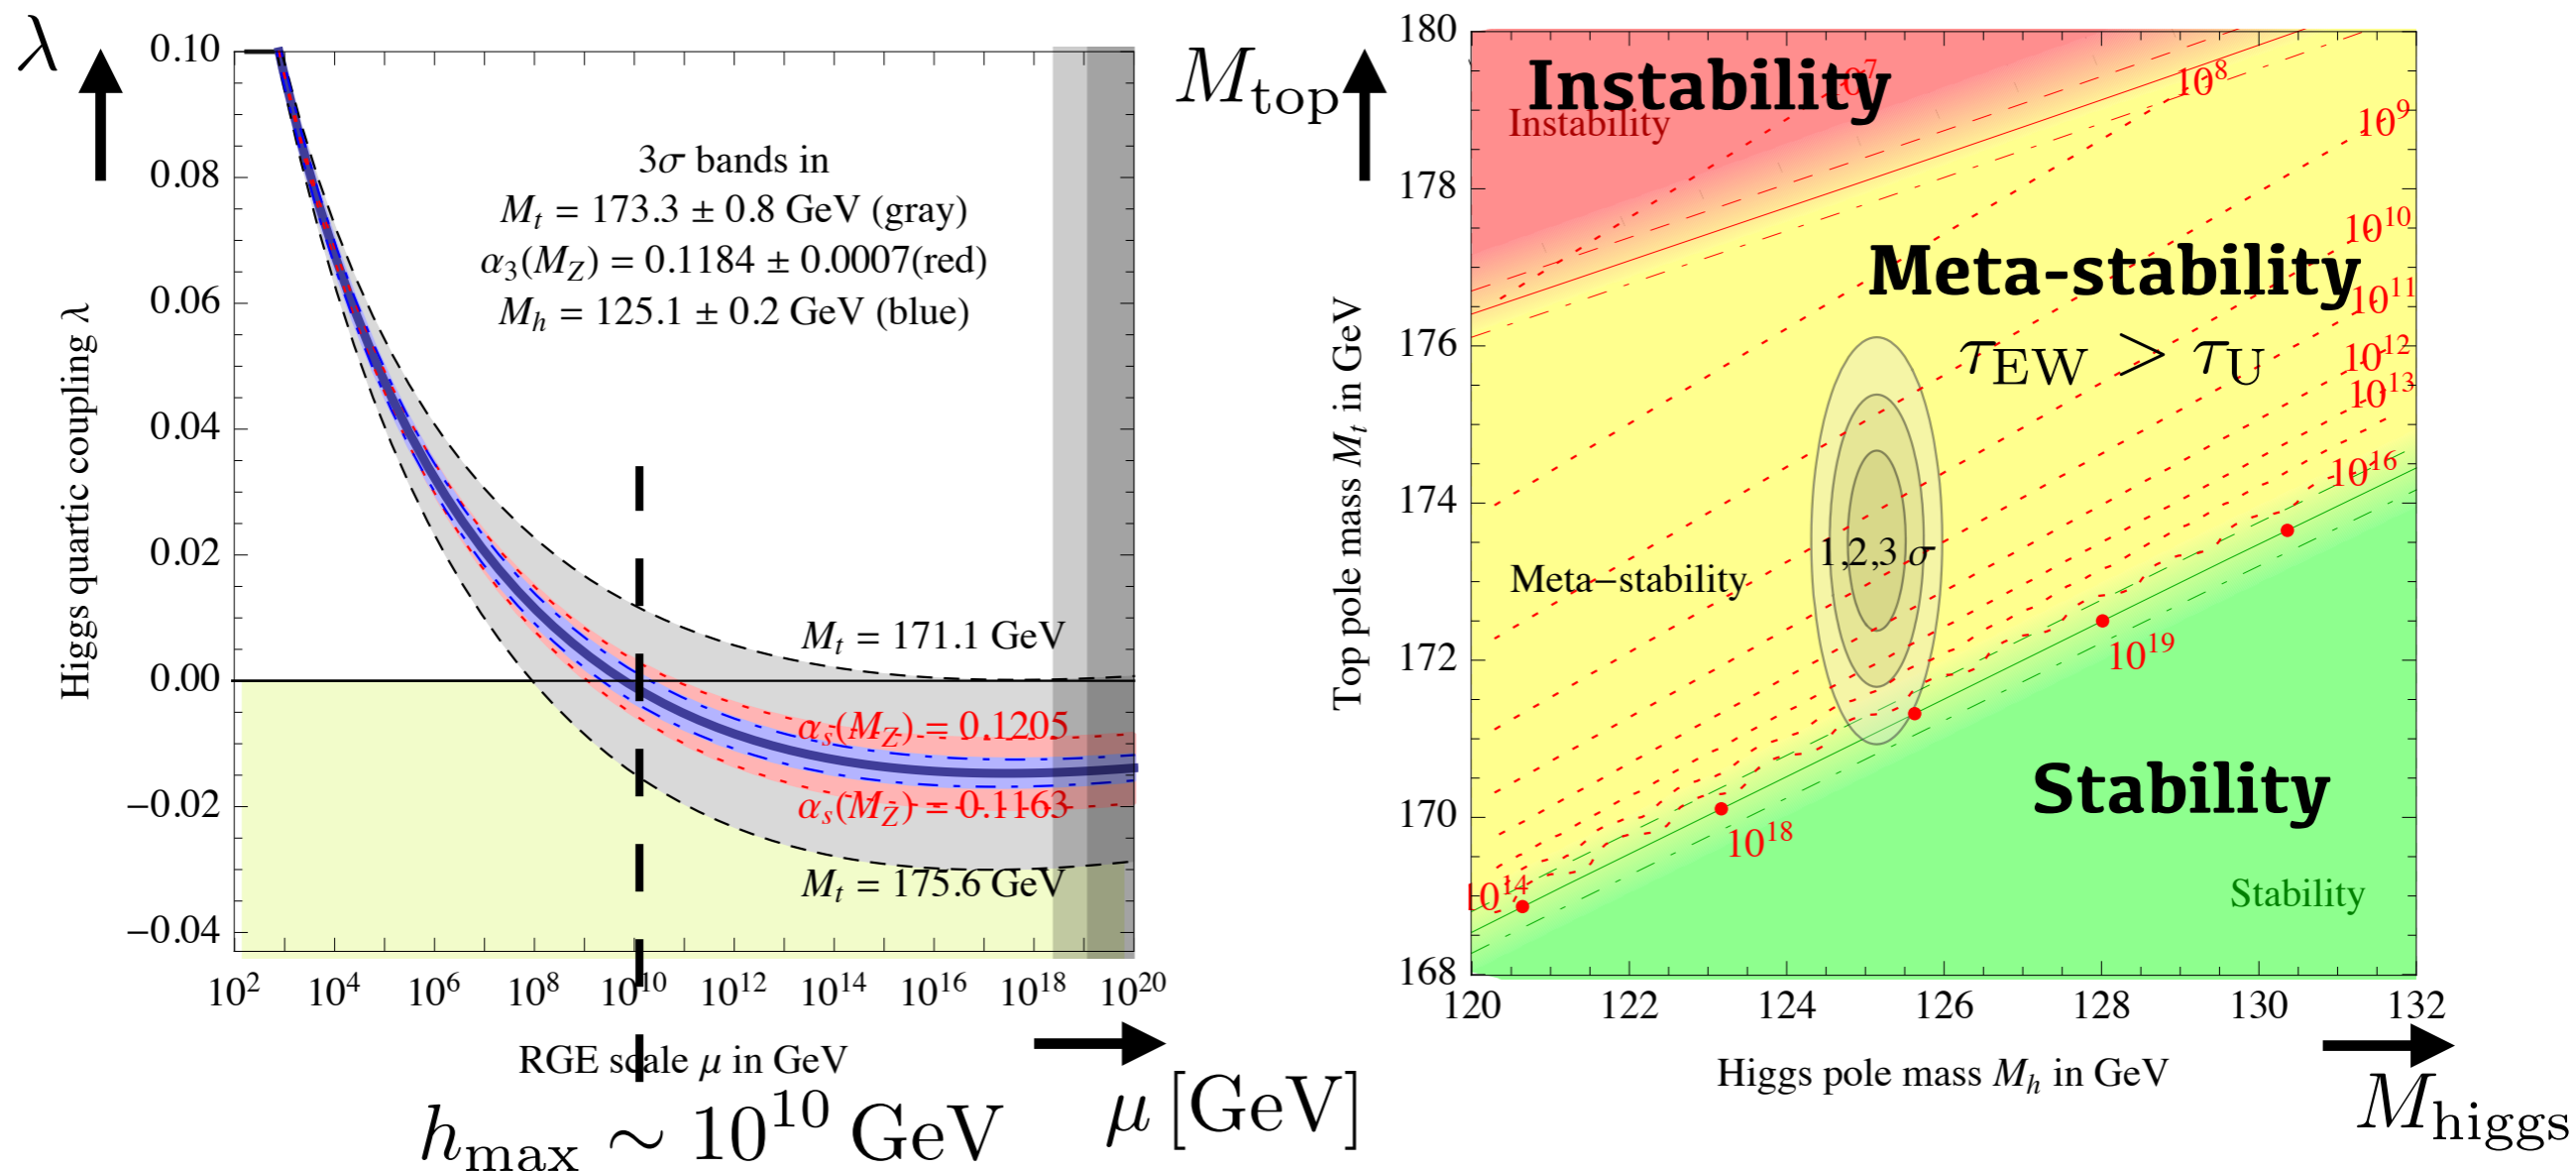 λ
0.10
0.08
0.06
0.04
0.02
0.00
−0.02
−0.04
Higgs quartic coupling λ
3σ bands in
M_t = 173.3 ± 0.8 GeV (gray)
α_3(M_Z) = 0.1184 ± 0.0007(red)
M_h = 125.1 ± 0.2 GeV (blue)
M_t = 171.1 GeV
α_s(M_Z) = 0.1205
α_s(M_Z) = 0.1163
M_t = 175.6 GeV
10^2 10^4 10^6 10^8 10^10 10^12 10^14 10^16 10^18 10^20
RGE scale μ in GeV
h_max ∼ 10^10 GeV
μ [GeV]
M_top
180
178
176
174
172
170
168
Top pole mass M_t in GeV
Instability
Instability
10^8
10^9
10^10
Meta-stability
10^11
τ_EW > τ_U
10^12
10^13
10^16
1,2,3 σ
Meta−stability
10^19
Stability
10^18
10^14
Stability
120 122 124 126 128 130 132
Higgs pole mass M_h in GeV
M_higgs